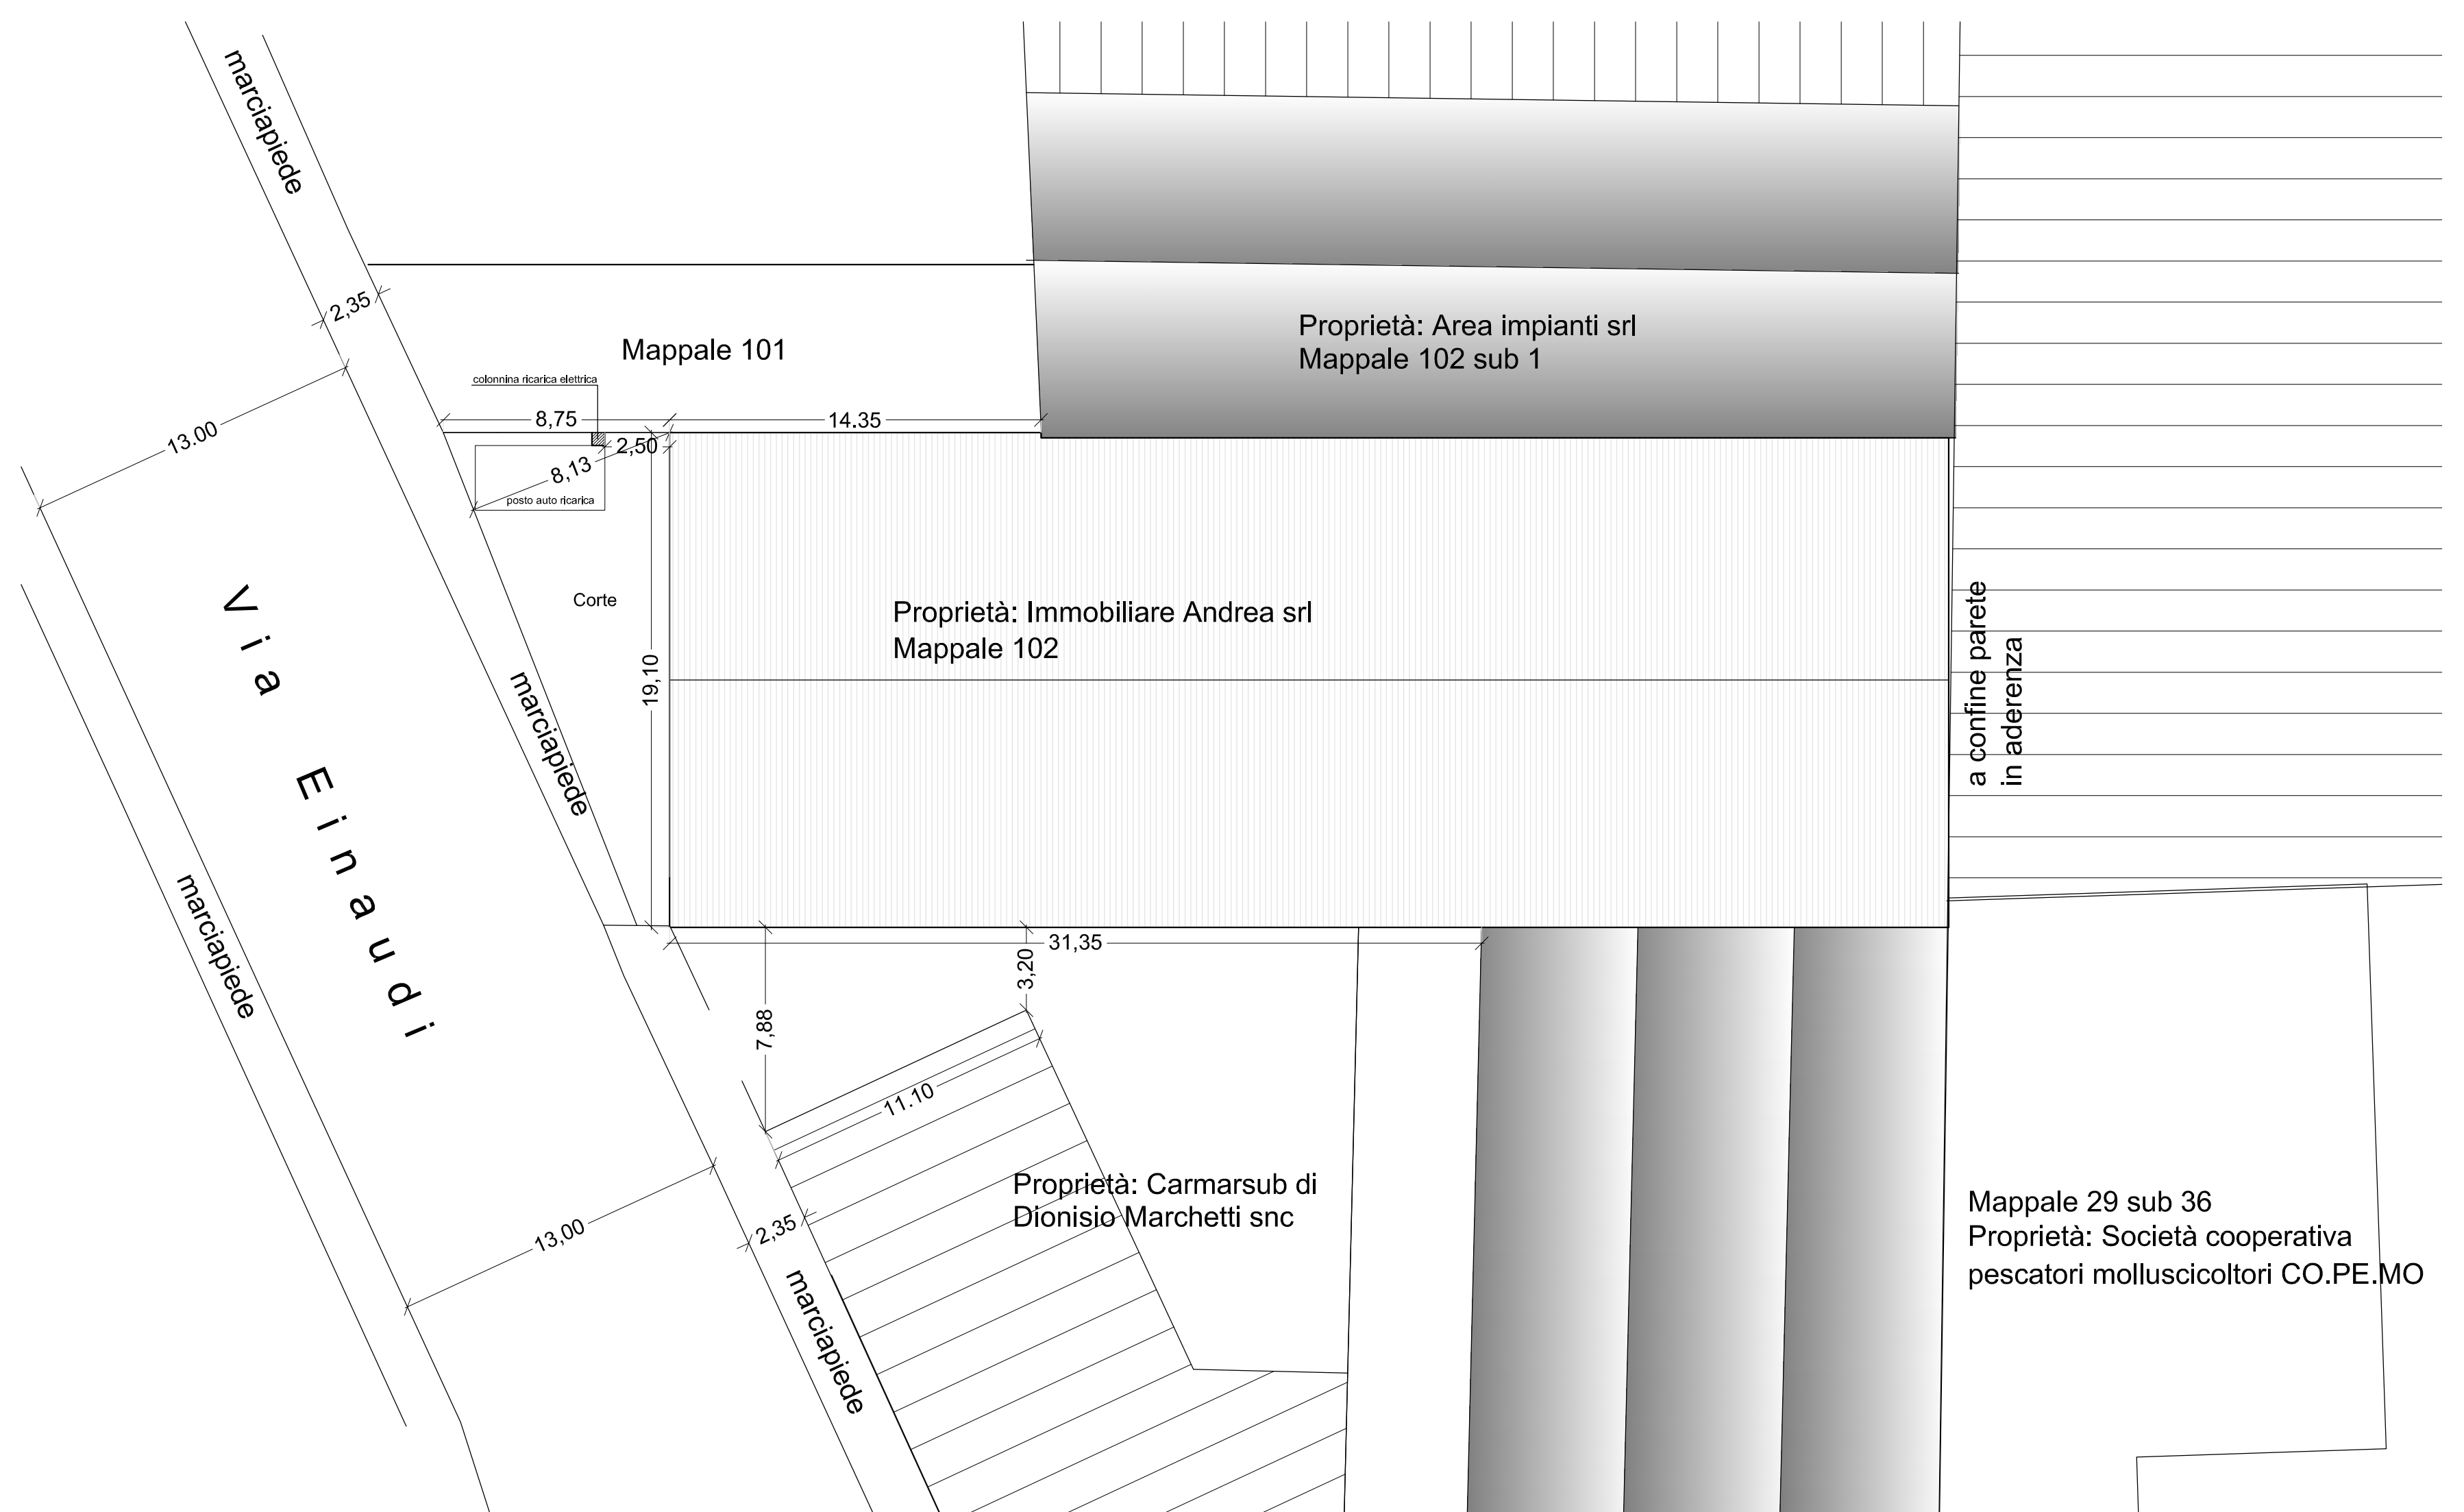 marciapiede
2,35
Proprietà: Area impianti srl
Mappale 102 sub 1
Mappale 101
colonnina ricarica elettrica
13.00
8,75
14.35
2,50
8,13
posto auto ricarica
Via Einaudi
Corte
Proprietà: Immobiliare Andrea srl
Mappale 102
19,10
a confine parete
in aderenza
marciapiede
marciapiede
31,35
3,20
7,88
11.10
Proprietà: Carmarsub di
Dionisio Marchetti snc
13,00
2,35
marciapiede
Mappale 29 sub 36
Proprietà: Società cooperativa
pescatori molluscicoltori CO.PE.MO